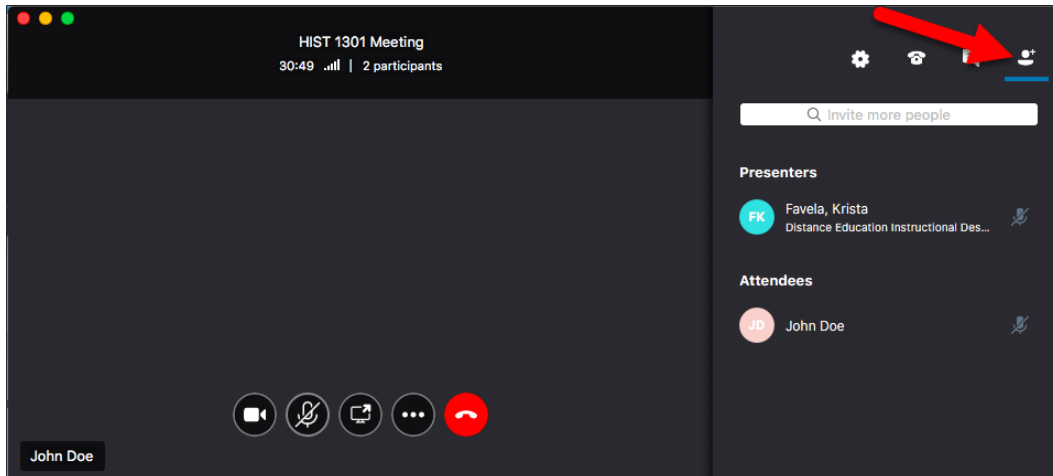 HIST 1301 Meeting
30:49 | 2 participants
Invite more people
Presenters
FK
Favela, Krista
Distance Education Instructional Des...
Attendees
JD
John Doe
John Doe